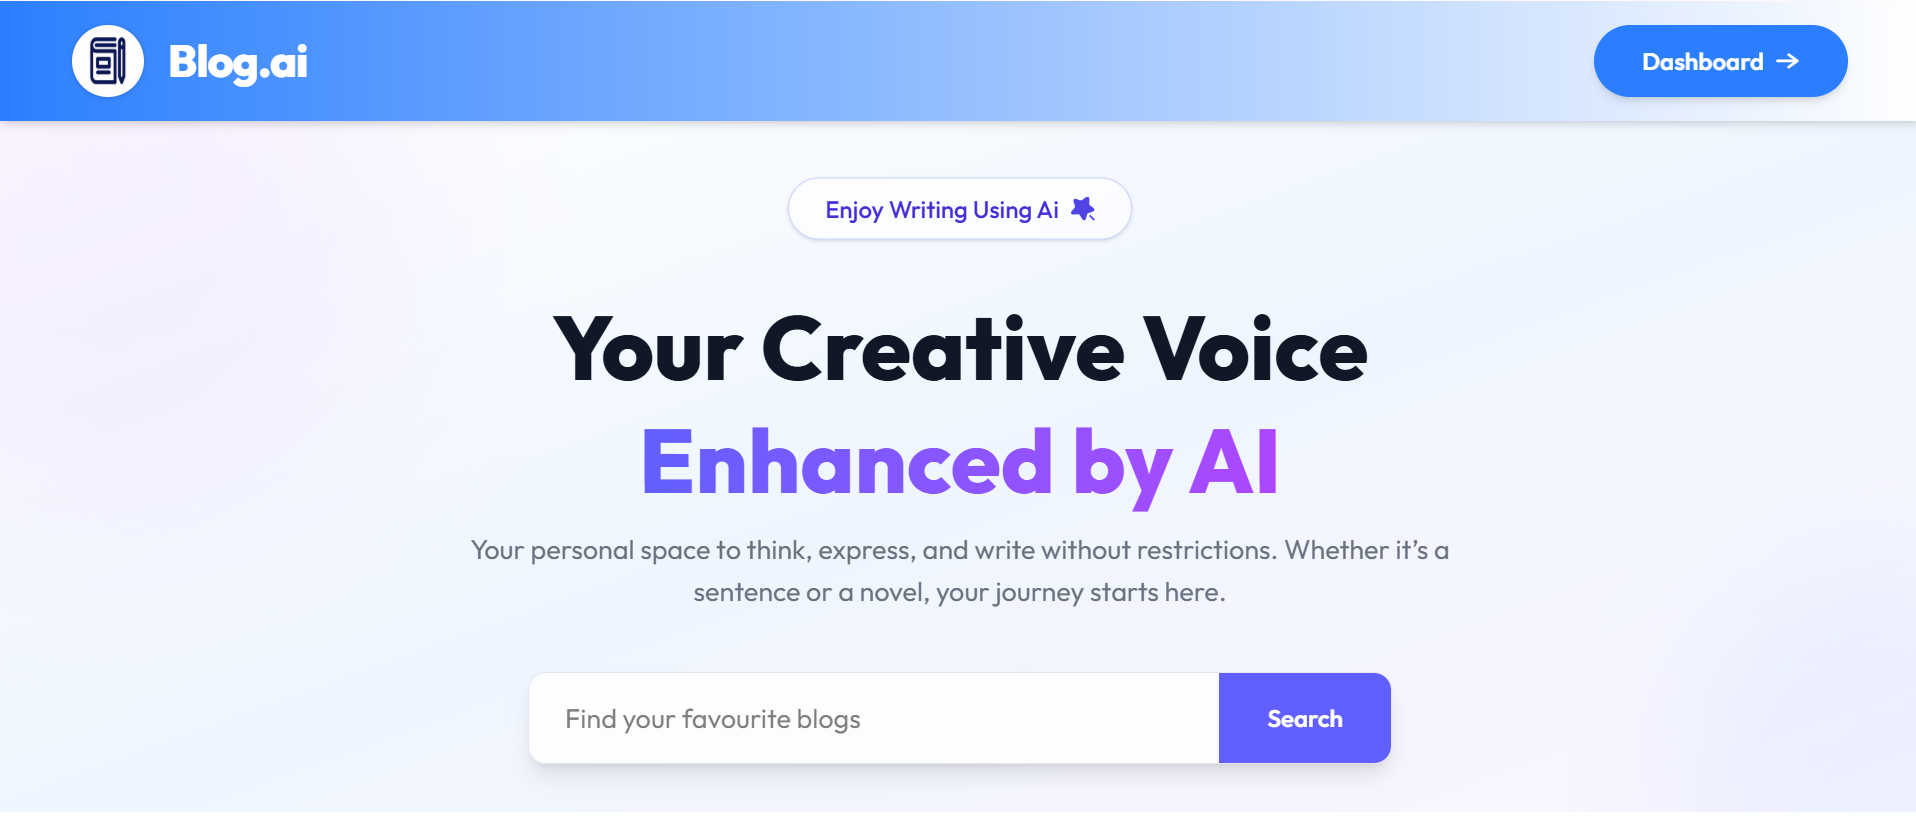 Blog.ai
Dashboard →
Enjoy Writing Using Ai
Your Creative Voice
Enhanced by AI
Your personal space to think, express, and write without restrictions. Whether it’s a
sentence or a novel, your journey starts here.
Find your favourite blogs
Search